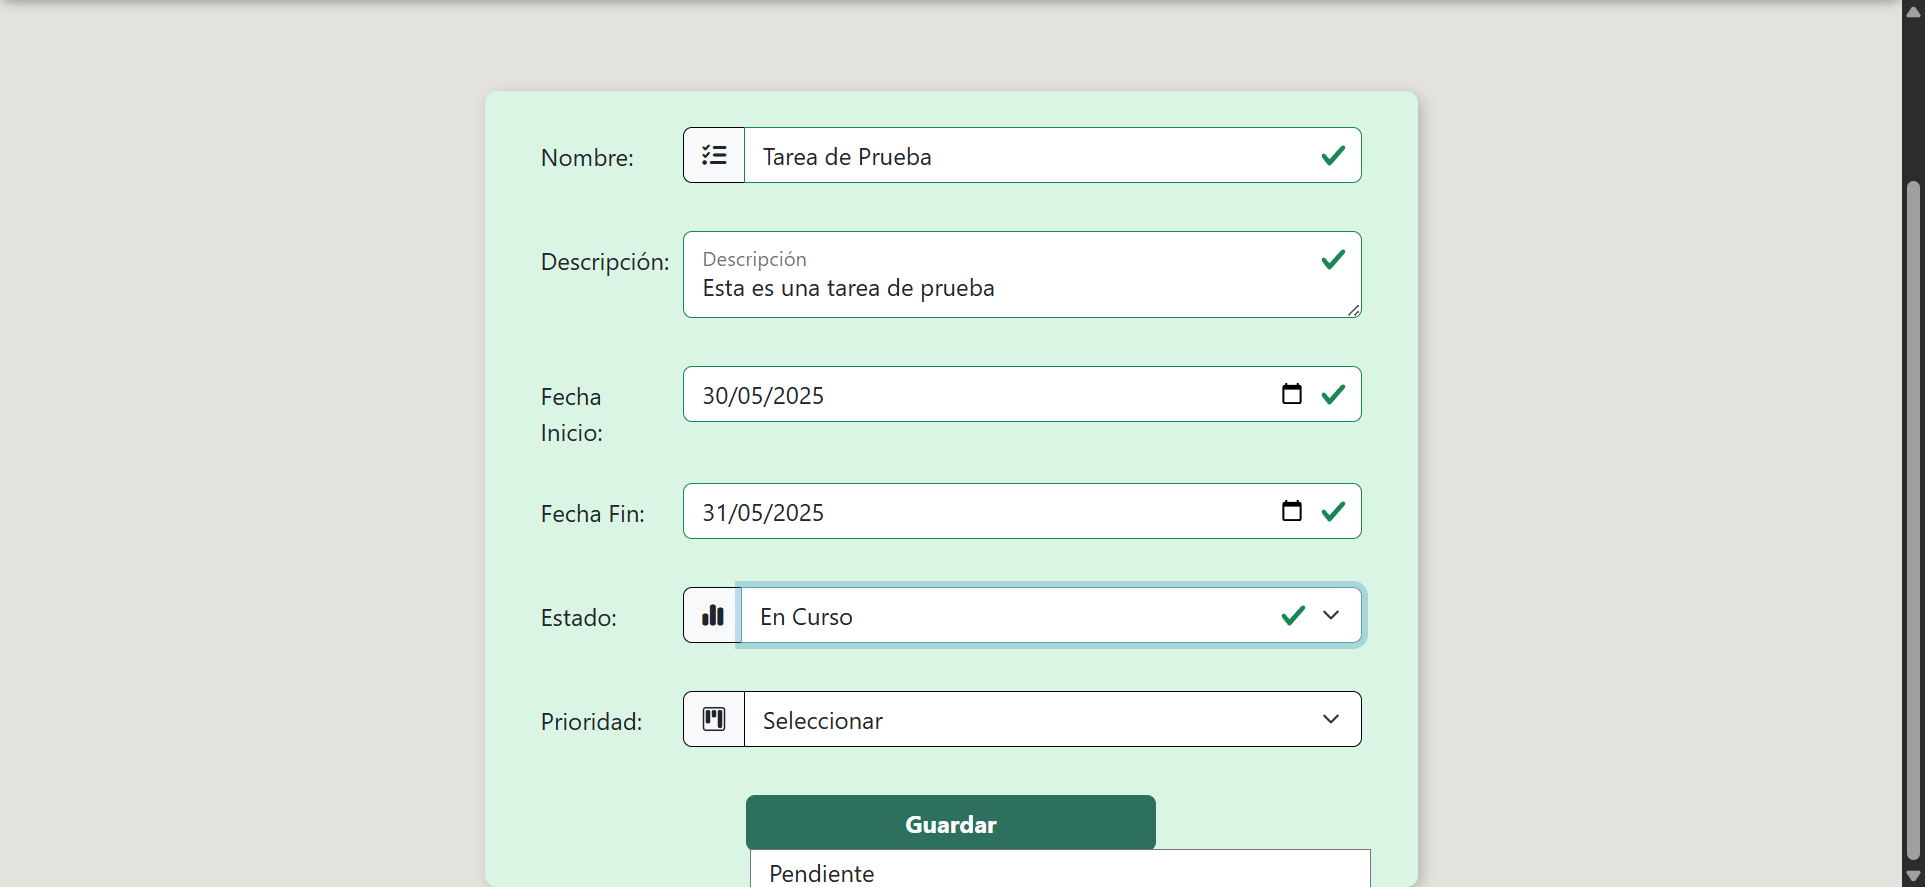 Nombre:
Tarea de Prueba
Descripción:
Descripción
Esta es una tarea de prueba
Fecha
Inicio:
30/05/2025
Fecha Fin:
31/05/2025
Estado:
En Curso
Prioridad:
Seleccionar
Guardar
Pendiente